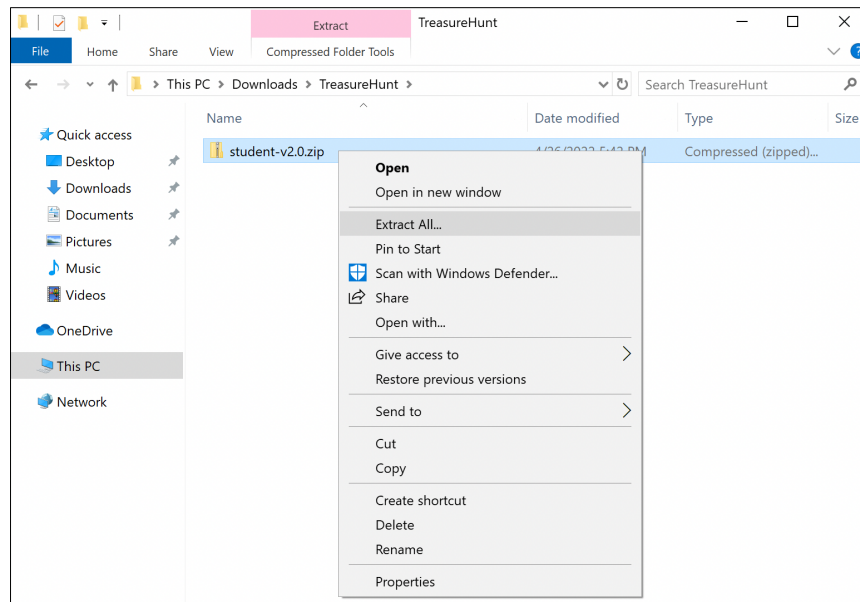 Extract
TreasureHunt
File
Home
Share
View
Compressed Folder Tools
This PC
Downloads
TreasureHunt
Search TreasureHunt
Name
Date modified
Type
Size
Quick access
Desktop
Downloads
Documents
Pictures
Music
Videos
OneDrive
This PC
Network
student-v2.0.zip
Compressed (zipped)...
Open
Open in new window
Extract All...
Pin to Start
Scan with Windows Defender...
Share
Open with...
Give access to
Restore previous versions
Send to
Cut
Copy
Create shortcut
Delete
Rename
Properties